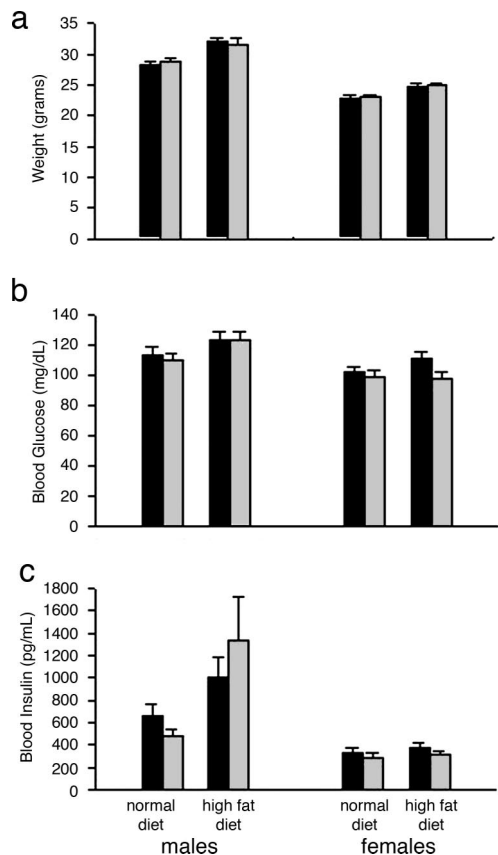 a
Weight (grams)
35
30
25
20
15
10
5
0
b
Blood Glucose (mg/dL)
140
120
100
80
60
40
20
0
c
Blood Insulin (pg/mL)
1800
1600
1400
1200
1000
800
600
400
200
0
normal diet
high fat diet
normal diet
high fat diet
males
females